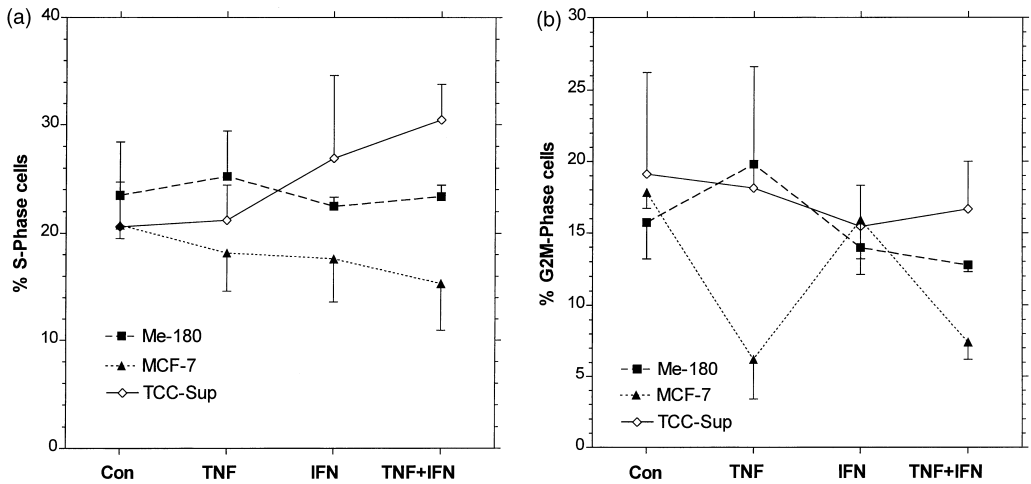 (a)
40
30
20
10
0
% S-Phase cells
Me-180
MCF-7
TCC-Sup
Con TNF IFN TNF+IFN
(b)
30
25
20
15
10
5
0
% G2M-Phase cells
Me-180
MCF-7
TCC-Sup
Con TNF IFN TNF+IFN